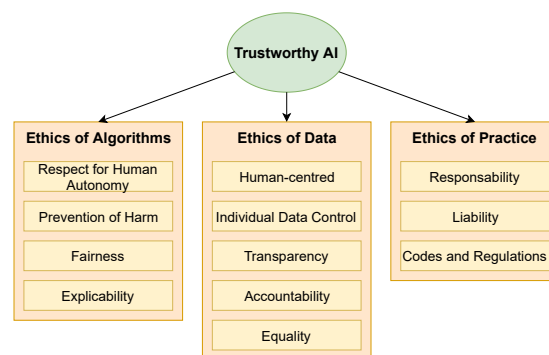 Trustworthy AI
Ethics of Algorithms
Respect for Human
Autonomy
Prevention of Harm
Fairness
Explicability
Ethics of Data
Human-centred
Individual Data Control
Transparency
Accountability
Equality
Ethics of Practice
Responsability
Liability
Codes and Regulations